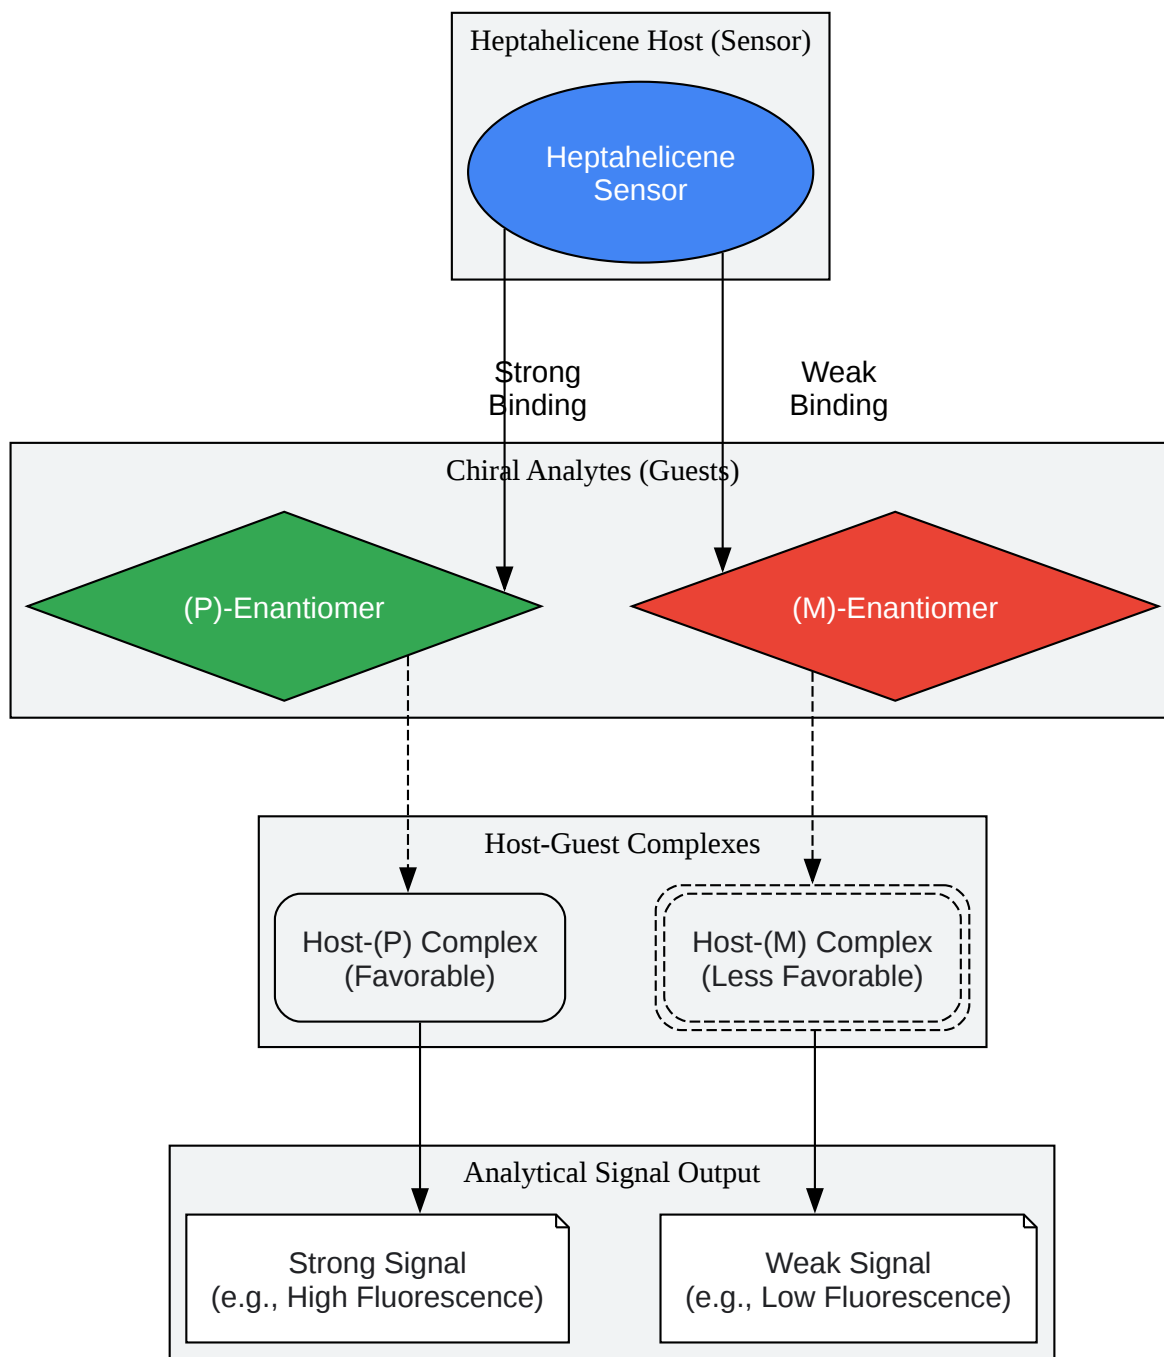 Heptahelicene Host (Sensor)
Heptahelicene
Sensor
Strong
Binding
Weak
Binding
Chiral Analytes (Guests)
(P)-Enantiomer
(M)-Enantiomer
Host-Guest Complexes
Host-(P) Complex
(Favorable)
Host-(M) Complex
(Less Favorable)
Analytical Signal Output
Strong Signal
(e.g., High Fluorescence)
Weak Signal
(e.g., Low Fluorescence)